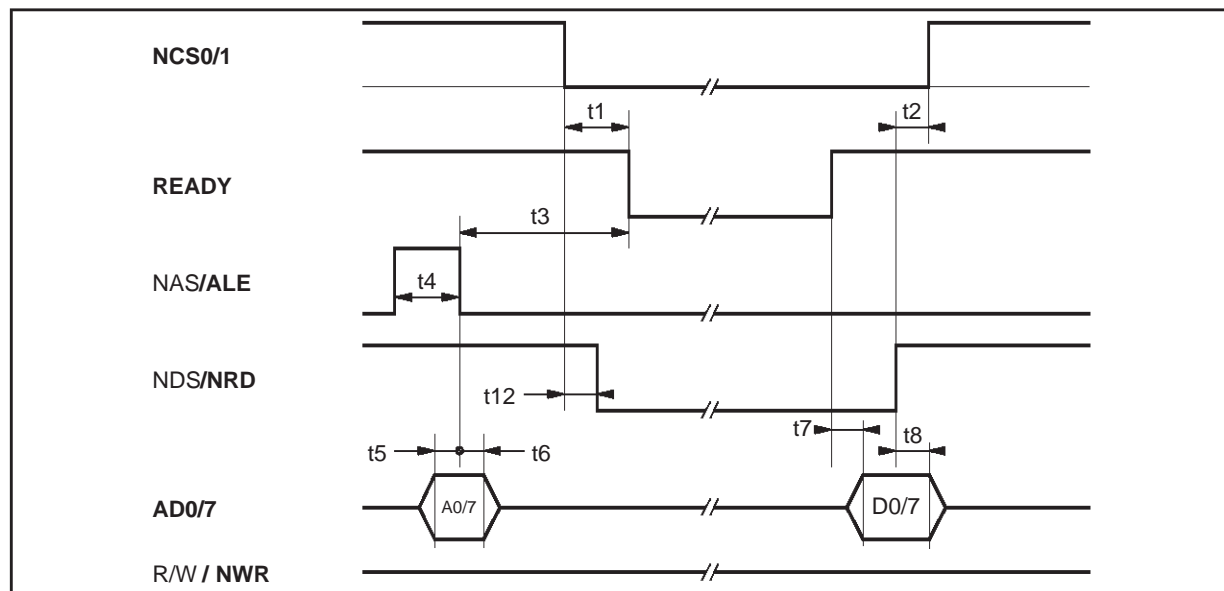 NCS0/1
t1
t2
READY
t3
NAS/ALE
t4
NDS/NRD
t12
t7
t8
t5
t6
AD0/7
A0/7
D0/7
R/W / NWR